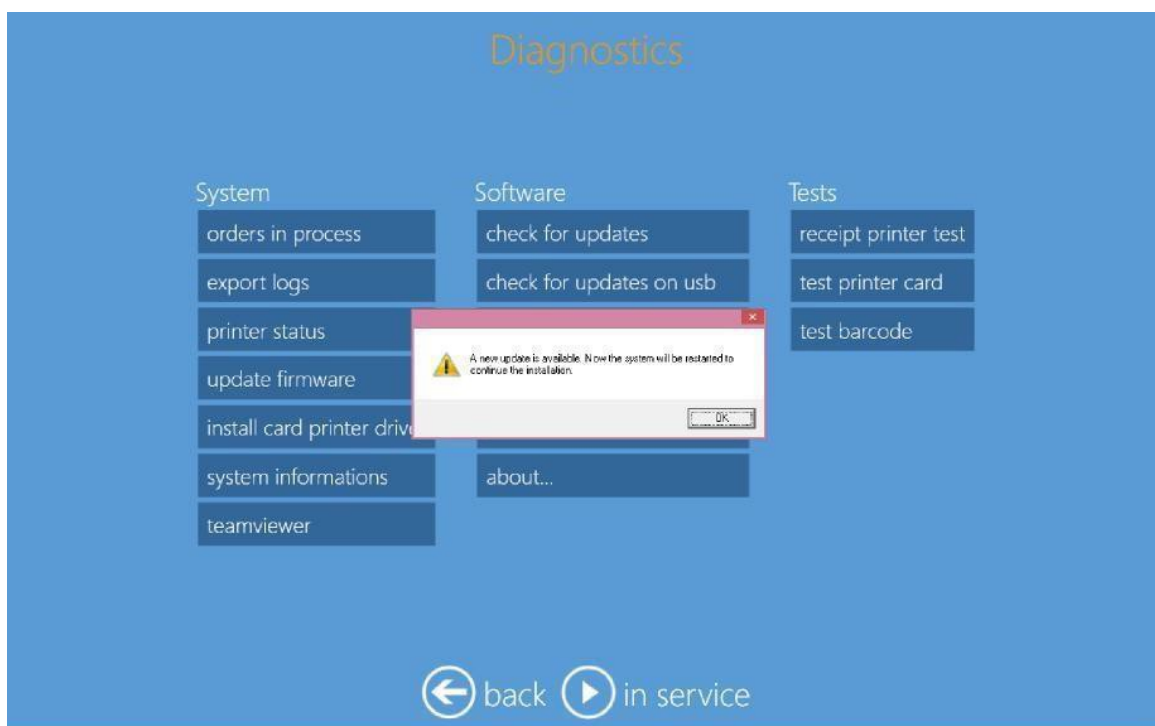 Diagnostics
System
orders in process
export logs
printer status
update firmware
install card printer drive
system informations
teamviewer
Software
check for updates
check for updates on usb
about...
Tests
receipt printer test
test printer card
test barcode
A new update is available. Now the system will be restarted to
continue the installation.
OK
back
in service